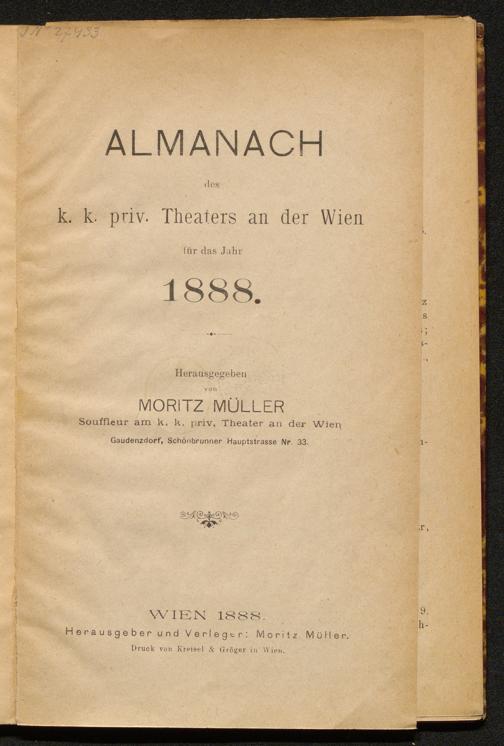 ALMANACH
des
k. k. priv. Theaters an der Wien
für das Jahr
1888.
Herausgegeben
von
MORITZ MÜLLER
Souffleur am k. k. priv. Theater an der Wien
Gaudenzdorf, Schönbrunner Hauptstrasse Nr. 33.
WIEN 1888.
Herausgeber und Verleger: Moritz Müller.
Druck von Kreisel & Gröger in Wien.